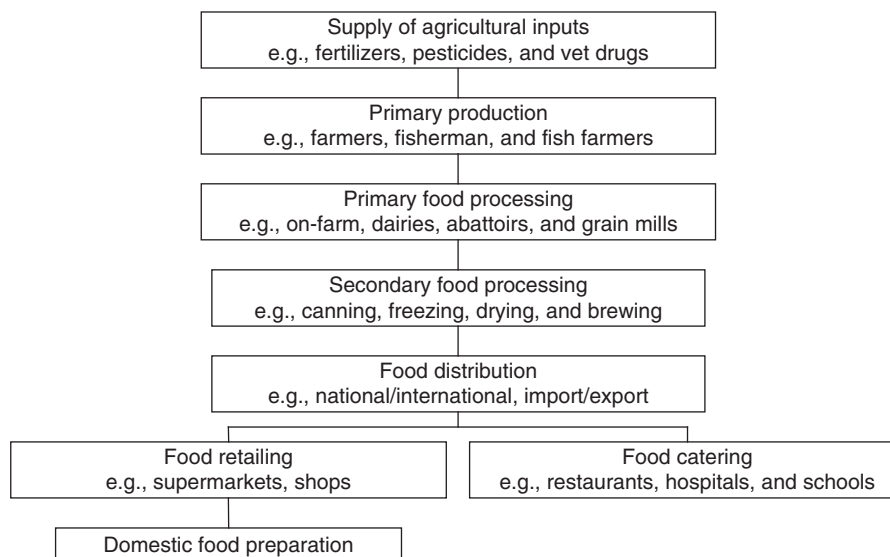 Supply of agricultural inputs
e.g., fertilizers, pesticides, and vet drugs
Primary production
e.g., farmers, fisherman, and fish farmers
Primary food processing
e.g., on-farm, dairies, abattoirs, and grain mills
Secondary food processing
e.g., canning, freezing, drying, and brewing
Food distribution
e.g., national/international, import/export
Food retailing
e.g., supermarkets, shops
Food catering
e.g., restaurants, hospitals, and schools
Domestic food preparation